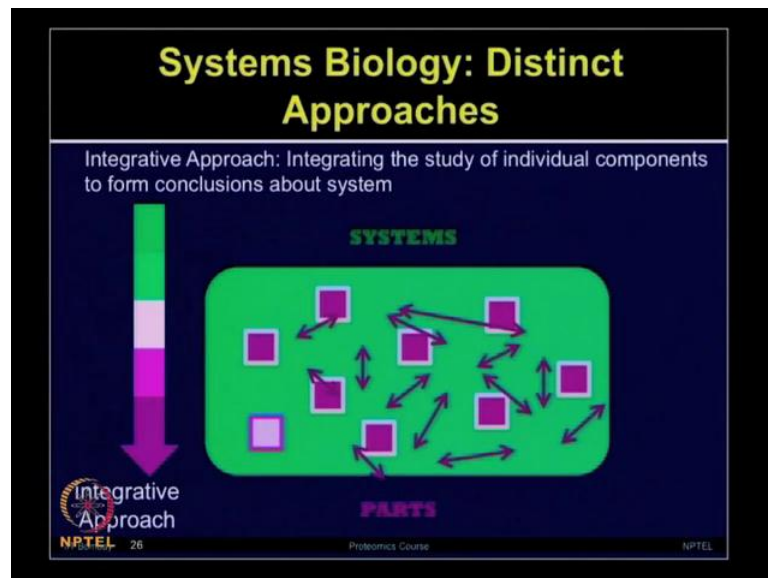 Systems Biology: Distinct
Approaches
Integrative Approach: Integrating the study of individual components
to form conclusions about system
SYSTEMS
PARTS
Integrative
Approach
NPTEL
26
Proteomics Course
NPTEL